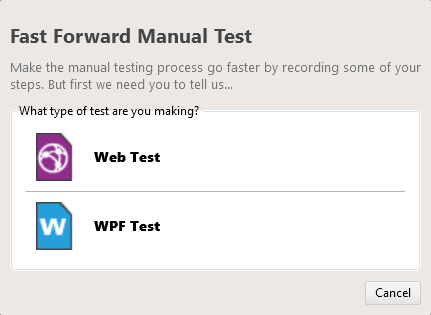 Fast Forward Manual Test
Make the manual testing process go faster by recording some of your
steps. But first we need you to tell us...
What type of test are you making?
Web Test
W
WPF Test
Cancel